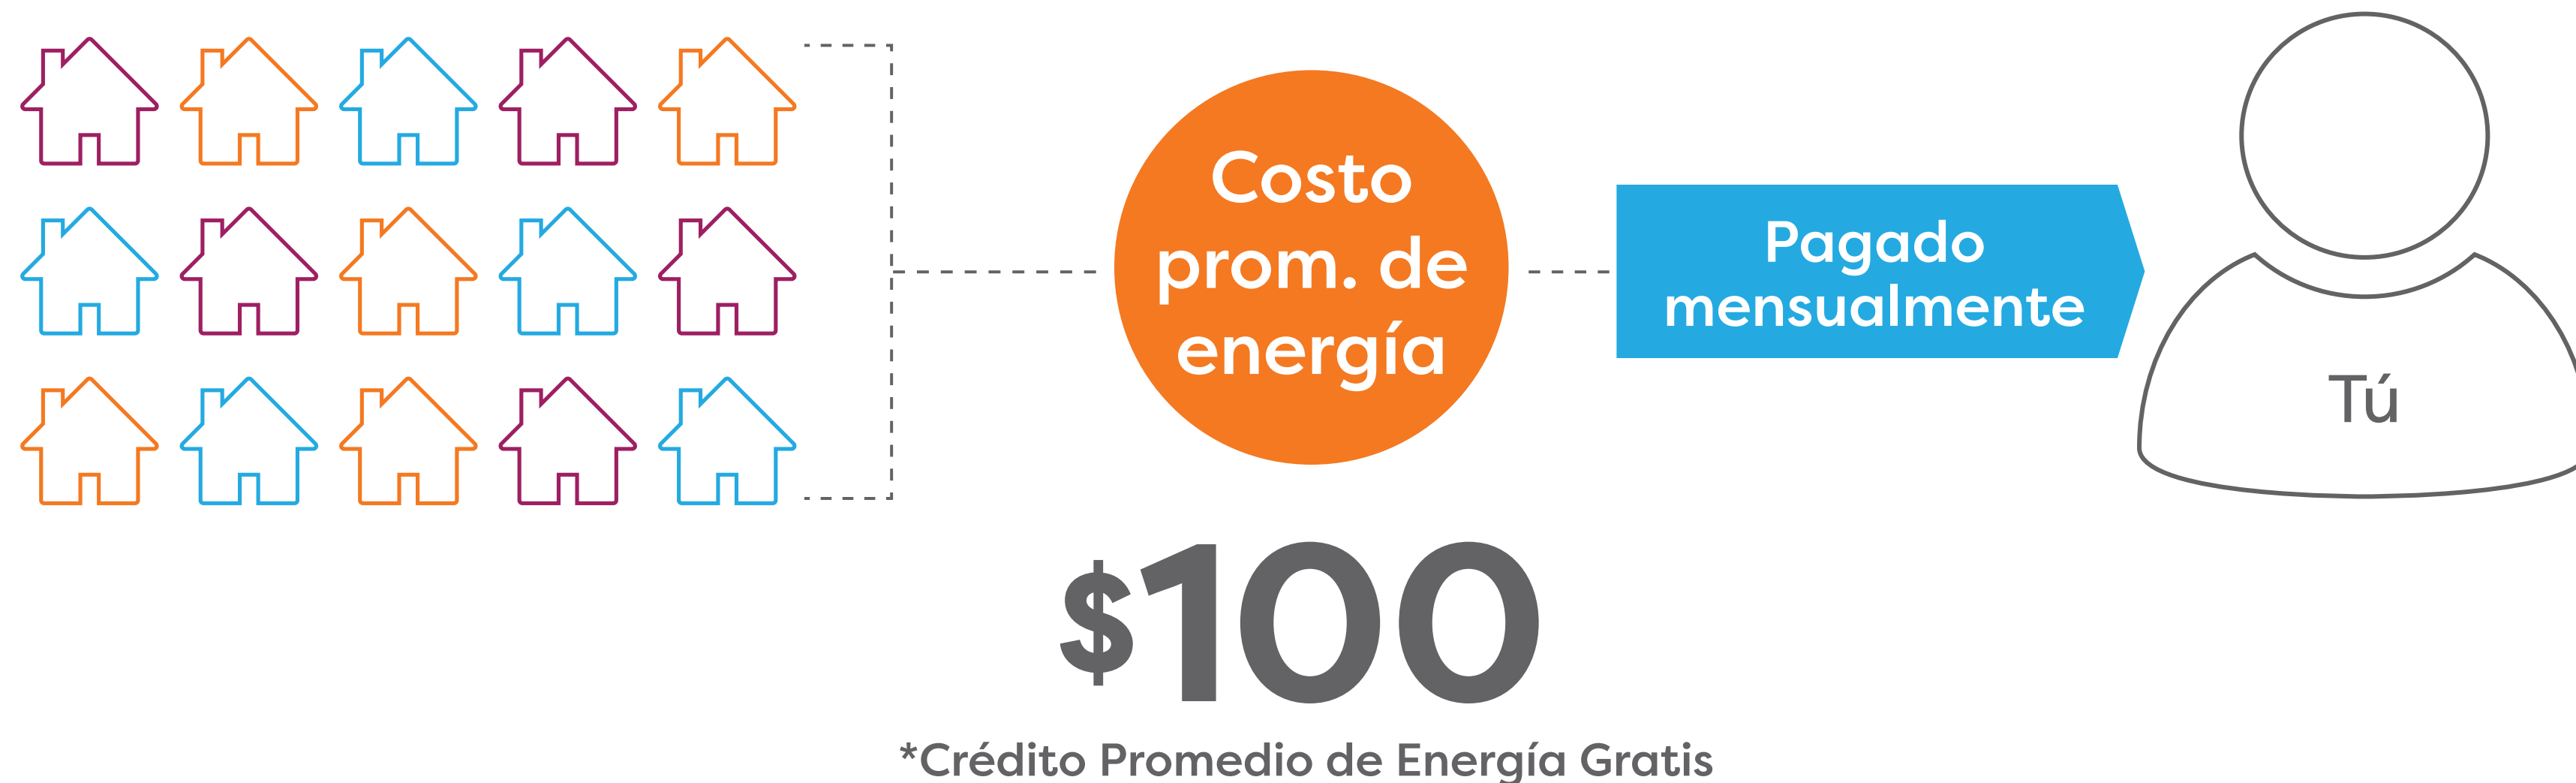 Costo
prom. de
energía
Pagado
mensualmente
Tú
$100
*Crédito Promedio de Energía Gratis